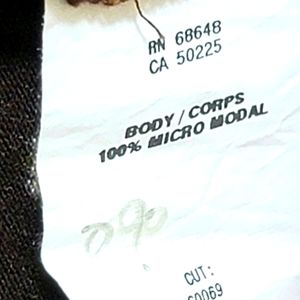 RN 68648
CA 50225
BODY / CORPS
100% MICRO MODAL
CUT: